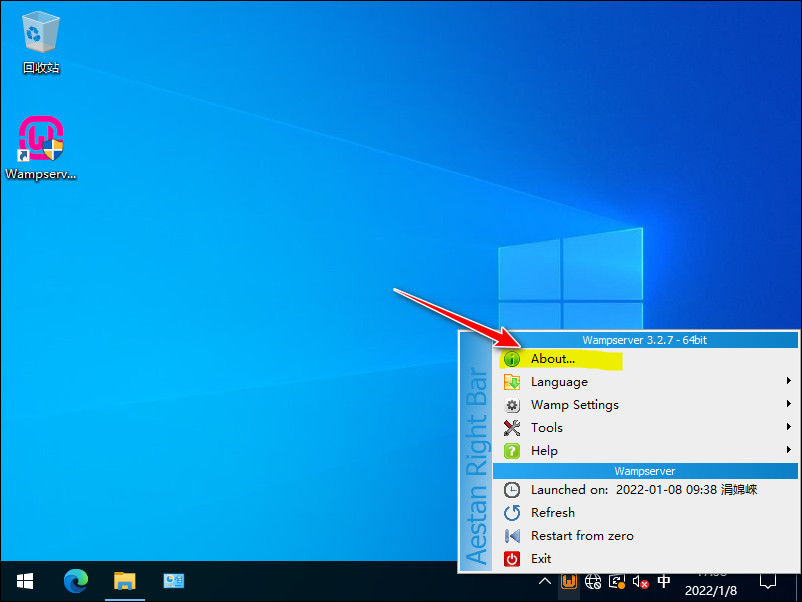 回收站
Wampserv...
Aestan Right Bar
Wampserver 3.2.7 - 64bit
About...
Language
Wamp Settings
Tools
Help
Wampserver
Launched on: 2022-01-08 09:38 涓婂崍
Refresh
Restart from zero
Exit
中
2022/1/8